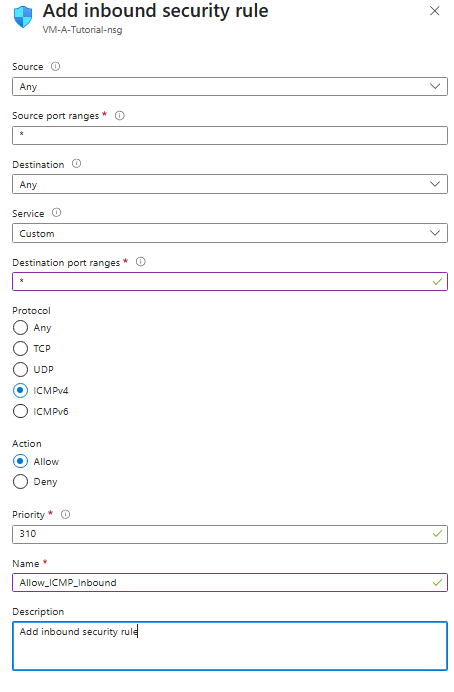 Add inbound security rule
VM-A-Tutorial-nsg
Source
Any
Source port ranges *
*
Destination
Any
Service
Custom
Destination port ranges *
*
Protocol
Any
TCP
UDP
ICMPv4
ICMPv6
Action
Allow
Deny
Priority *
310
Name *
Allow_ICMP_Inbound
Description
Add inbound security rule